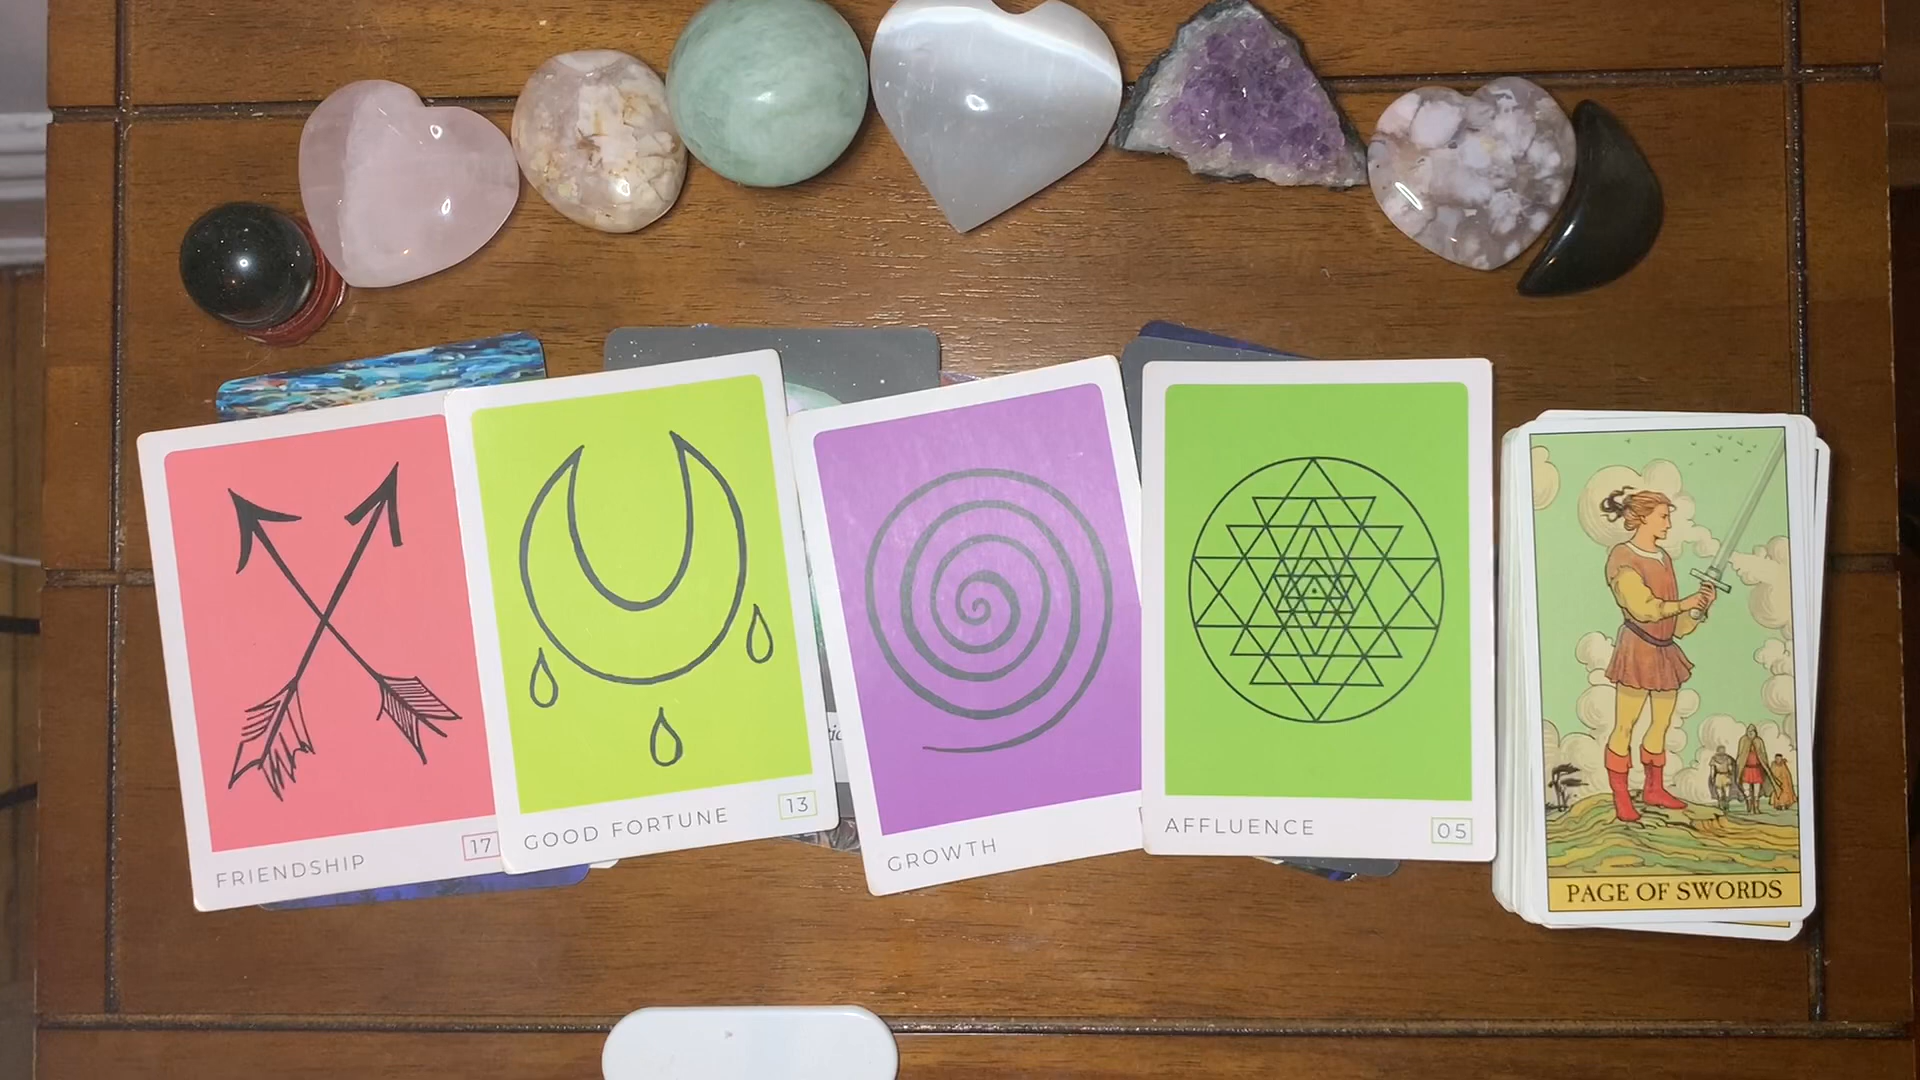 FRIENDSHIP
17
GOOD FORTUNE
13
GROWTH
AFFLUENCE
05
PAGE OF SWORDS